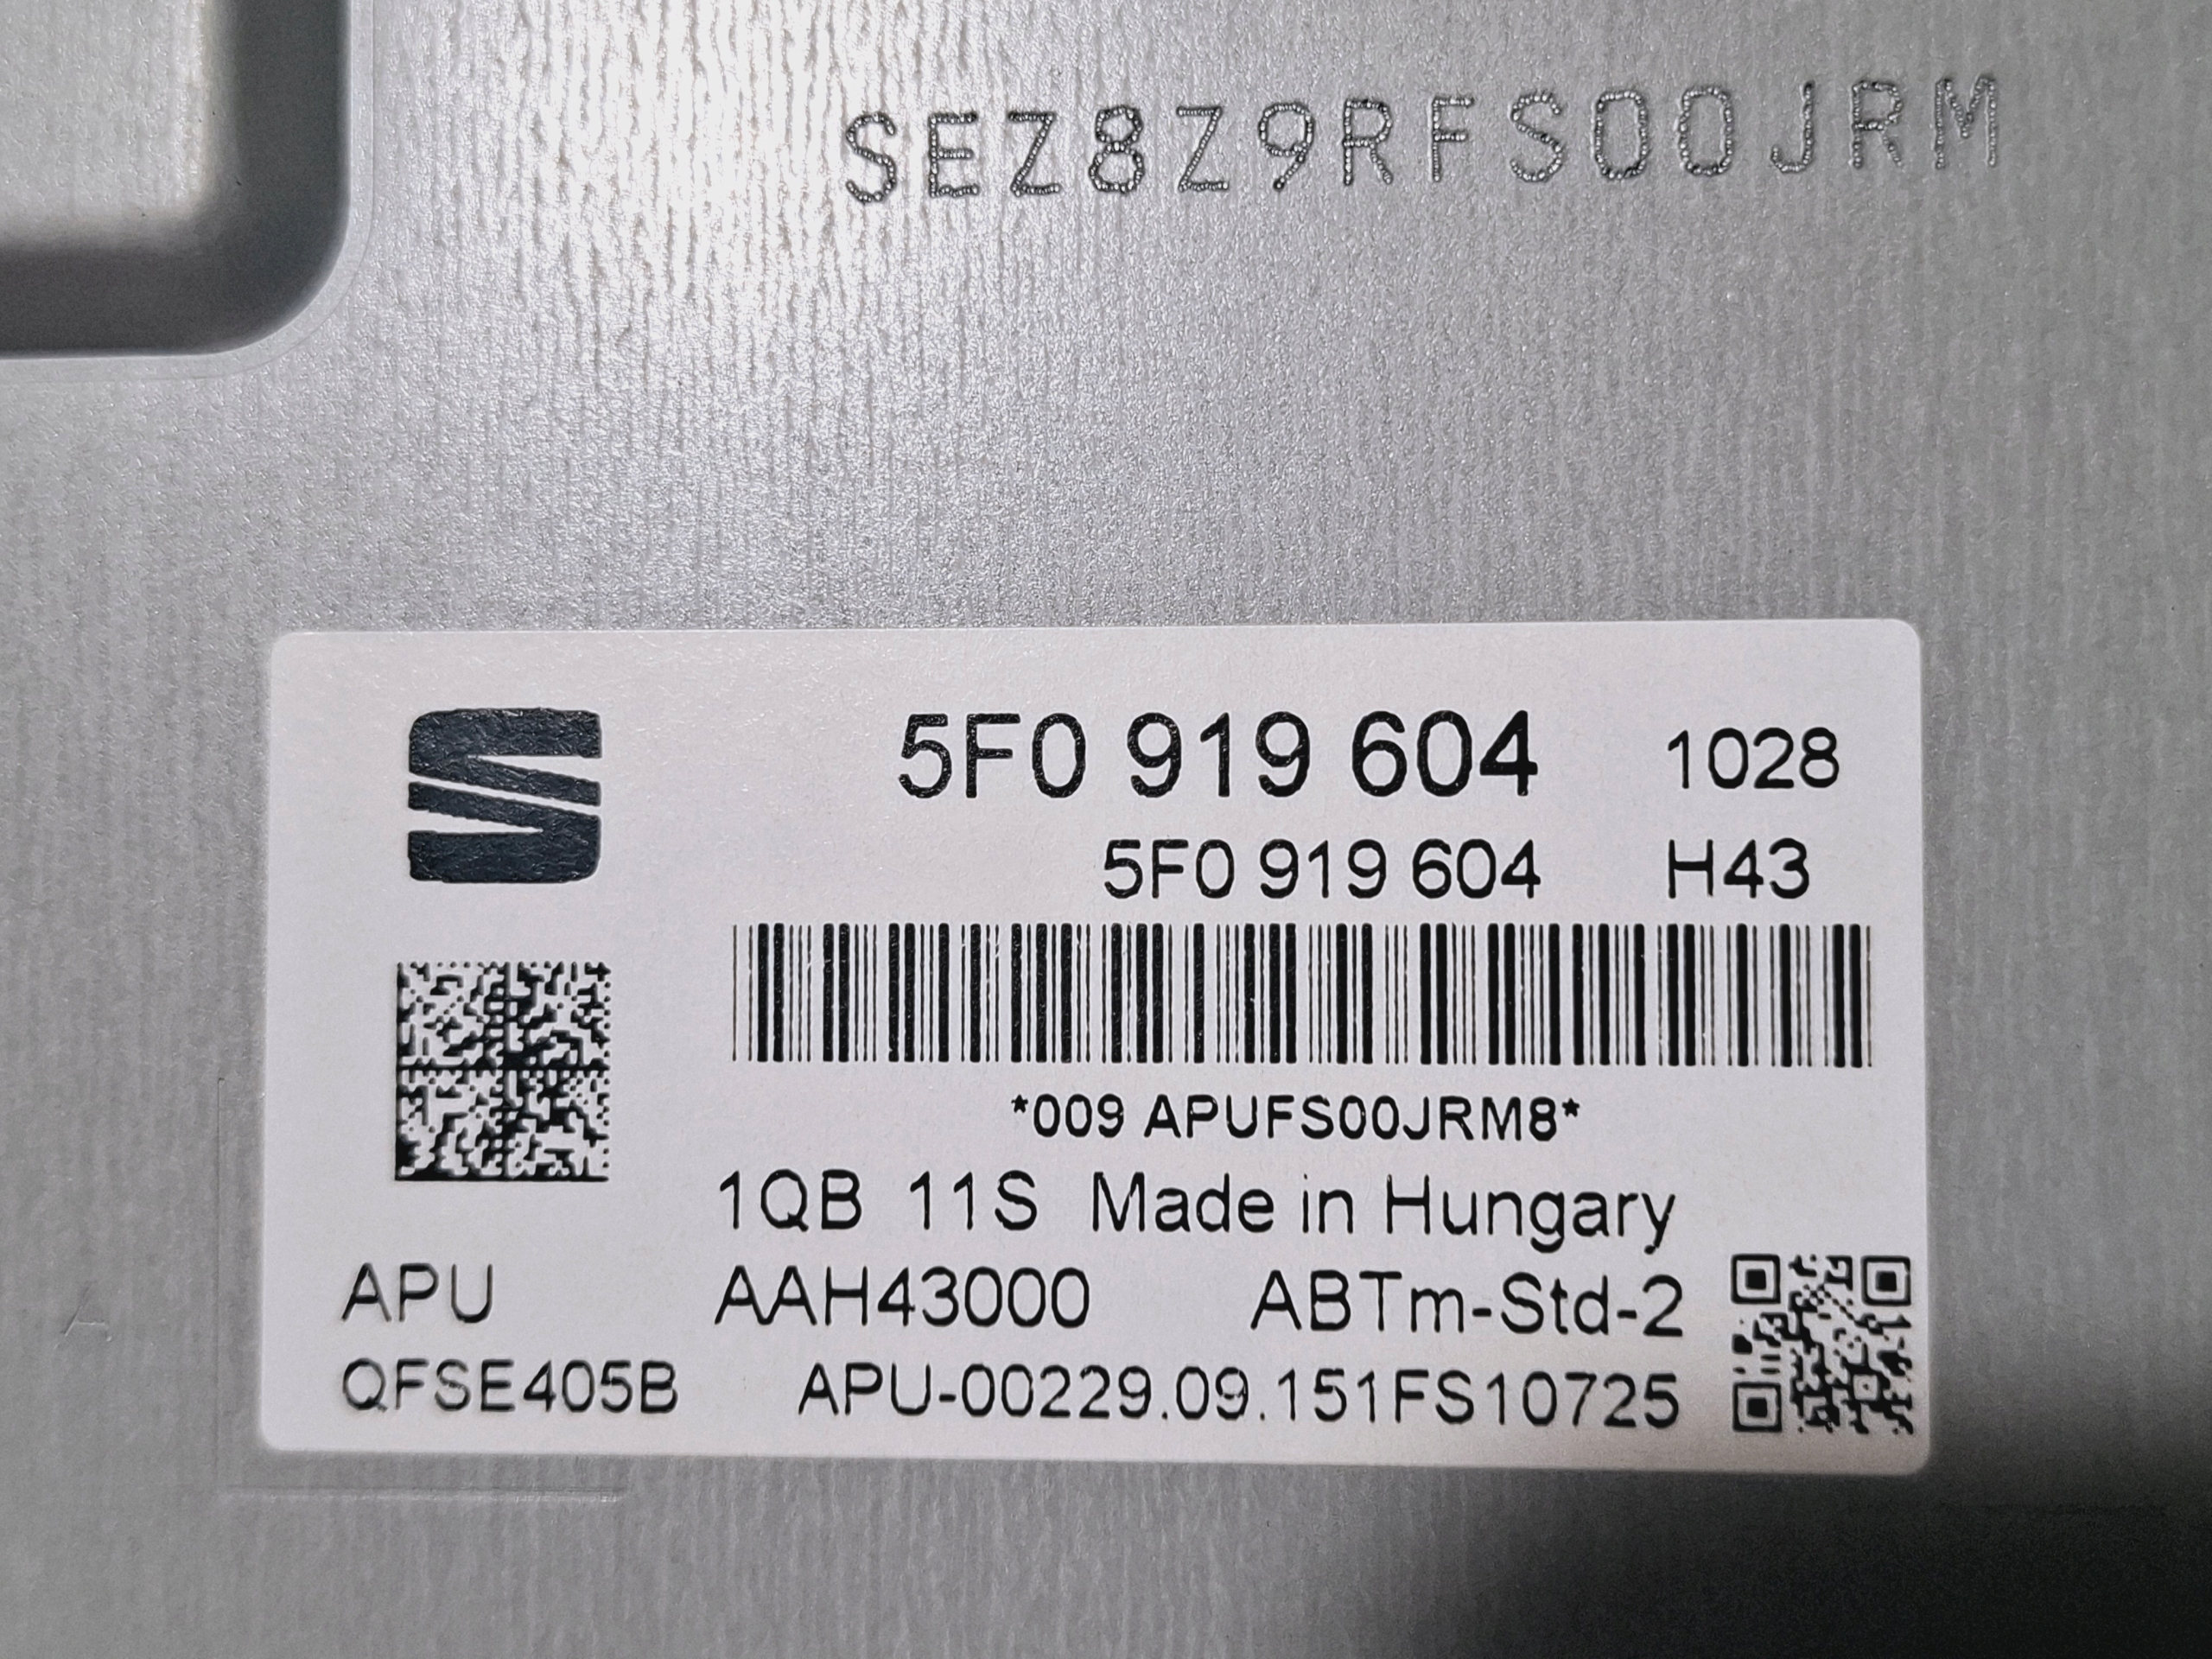 SEZ8Z9RFS00JRM
5F0 919 604 1028
5F0 919 604 H43
*009 APUFS00JRM8*
1QB 11S Made in Hungary
APU AAH43000 ABTm-Std-2
QFSE405B APU-00229.09.151FS10725